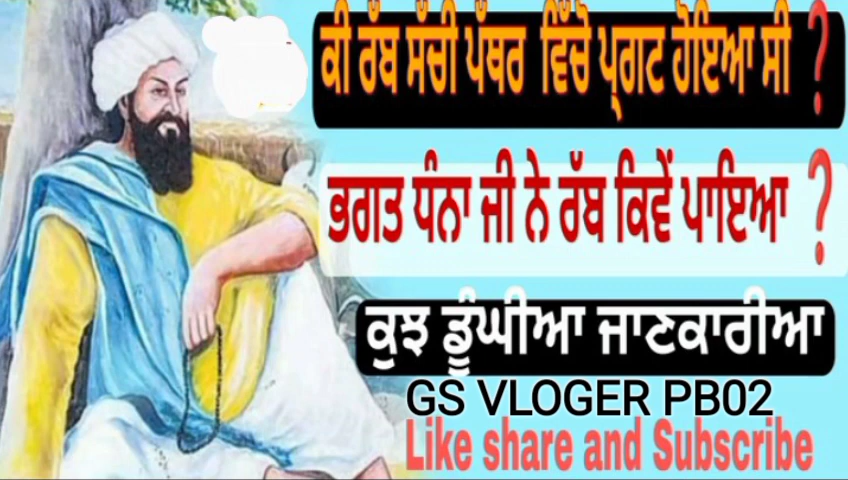 ਕੀ ਰੱਬ ਸੱਚੀ ਪੱਥਰ ਵਿੱਚੋ ਪ੍ਰਗਟ ਹੋਇਆ ਸੀ ❓
ਭਗਤ ਧੰਨਾ ਜੀ ਨੇ ਰੱਬ ਕਿਵੇਂ ਪਾਇਆ ❓
ਕੁਝ ਡੂੰਘੀਆ ਜਾਣਕਾਰੀਆ
GS VLOGER PB02
Like share and Subscribe